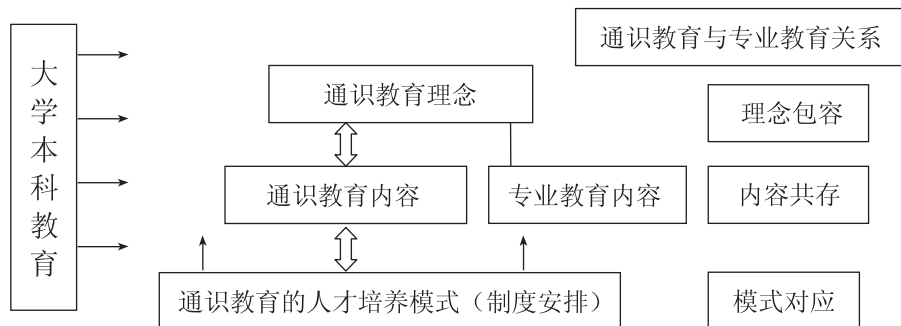 大学本科教育
通识教育与专业教育关系
通识教育理念
理念包容
通识教育内容
专业教育内容
内容共存
通识教育的人才培养模式（制度安排）
模式对应